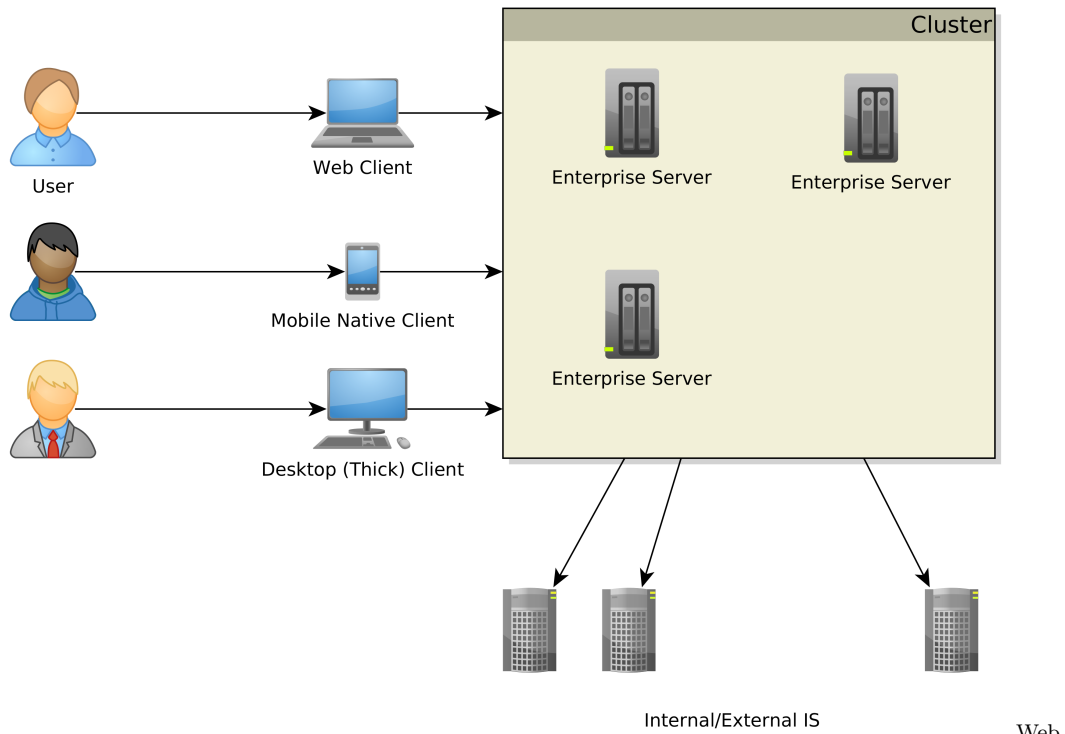 Cluster
Enterprise Server
Enterprise Server
Web Client
User
Mobile Native Client
Enterprise Server
Desktop (Thick) Client
Internal/External IS
Web